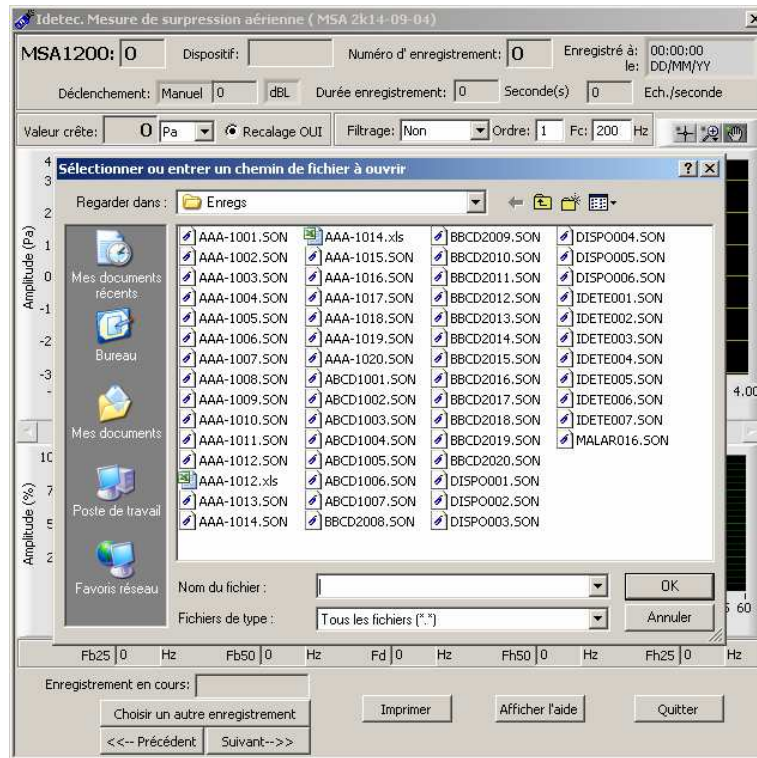 Idetec. Mesure de surpression aérienne ( MSA 2k14-09-04)
MSA1200: 0 Dispositif: Numéro d' enregistrement: 0 Enregistré à: 00:00:00
le: DD/MM/YY
Déclenchement: Manuel 0 dBL Durée enregistrement: 0 Seconde(s) 0 Ech./seconde
Valeur crête: 0 Pa Recalage OUI Filtrage: Non Ordre: 1 Fc: 200 Hz
Sélectionner ou entrer un chemin de fichier à ouvrir
Regarder dans : Enregs
Mes documents récents
Bureau
Mes documents
Poste de travail
Favoris réseau
AAA-1001.SON
AAA-1002.SON
AAA-1003.SON
AAA-1004.SON
AAA-1005.SON
AAA-1006.SON
AAA-1007.SON
AAA-1008.SON
AAA-1009.SON
AAA-1010.SON
AAA-1011.SON
AAA-1012.SON
AAA-1012.xls
AAA-1013.SON
AAA-1014.SON
AAA-1014.xls
AAA-1015.SON
AAA-1016.SON
AAA-1017.SON
AAA-1018.SON
AAA-1019.SON
AAA-1020.SON
ABCD1001.SON
ABCD1002.SON
ABCD1003.SON
ABCD1004.SON
ABCD1005.SON
ABCD1006.SON
ABCD1007.SON
BBCD2008.SON
BBCD2009.SON
BBCD2010.SON
BBCD2011.SON
BBCD2012.SON
BBCD2013.SON
BBCD2014.SON
BBCD2015.SON
BBCD2016.SON
BBCD2017.SON
BBCD2018.SON
BBCD2019.SON
BBCD2020.SON
DISPO001.SON
DISPO002.SON
DISPO003.SON
DISPO004.SON
DISPO005.SON
DISPO006.SON
IDETE001.SON
IDETE002.SON
IDETE003.SON
IDETE004.SON
IDETE005.SON
IDETE006.SON
IDETE007.SON
MALAR016.SON
Nom du fichier : OK
Fichiers de type : Tous les fichiers (*.*) Annuler
Amplitude (Pa)
4
3
2
1
0
-1
-2
-3
4.00
Amplitude (%)
60
Fb25 0 Hz Fb50 0 Hz Fd 0 Hz Fh50 0 Hz Fh25 0 Hz
Enregistrement en cours:
Choisir un autre enregistrement Imprimer Afficher l'aide Quitter
<<-- Précédent Suivant-->>